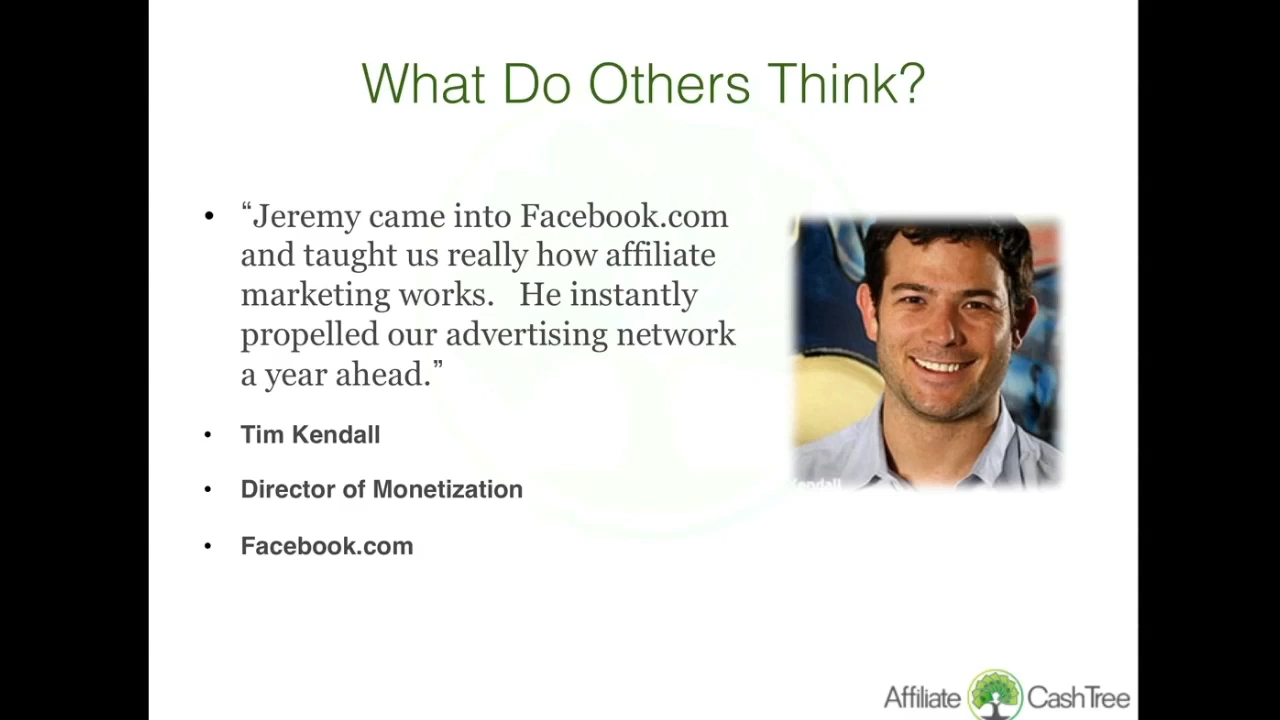 What Do Others Think?
• “Jeremy came into Facebook.com
and taught us really how affiliate
marketing works. He instantly
propelled our advertising network
a year ahead.”
• Tim Kendall
• Director of Monetization
• Facebook.com
Kendall
Affiliate CashTree